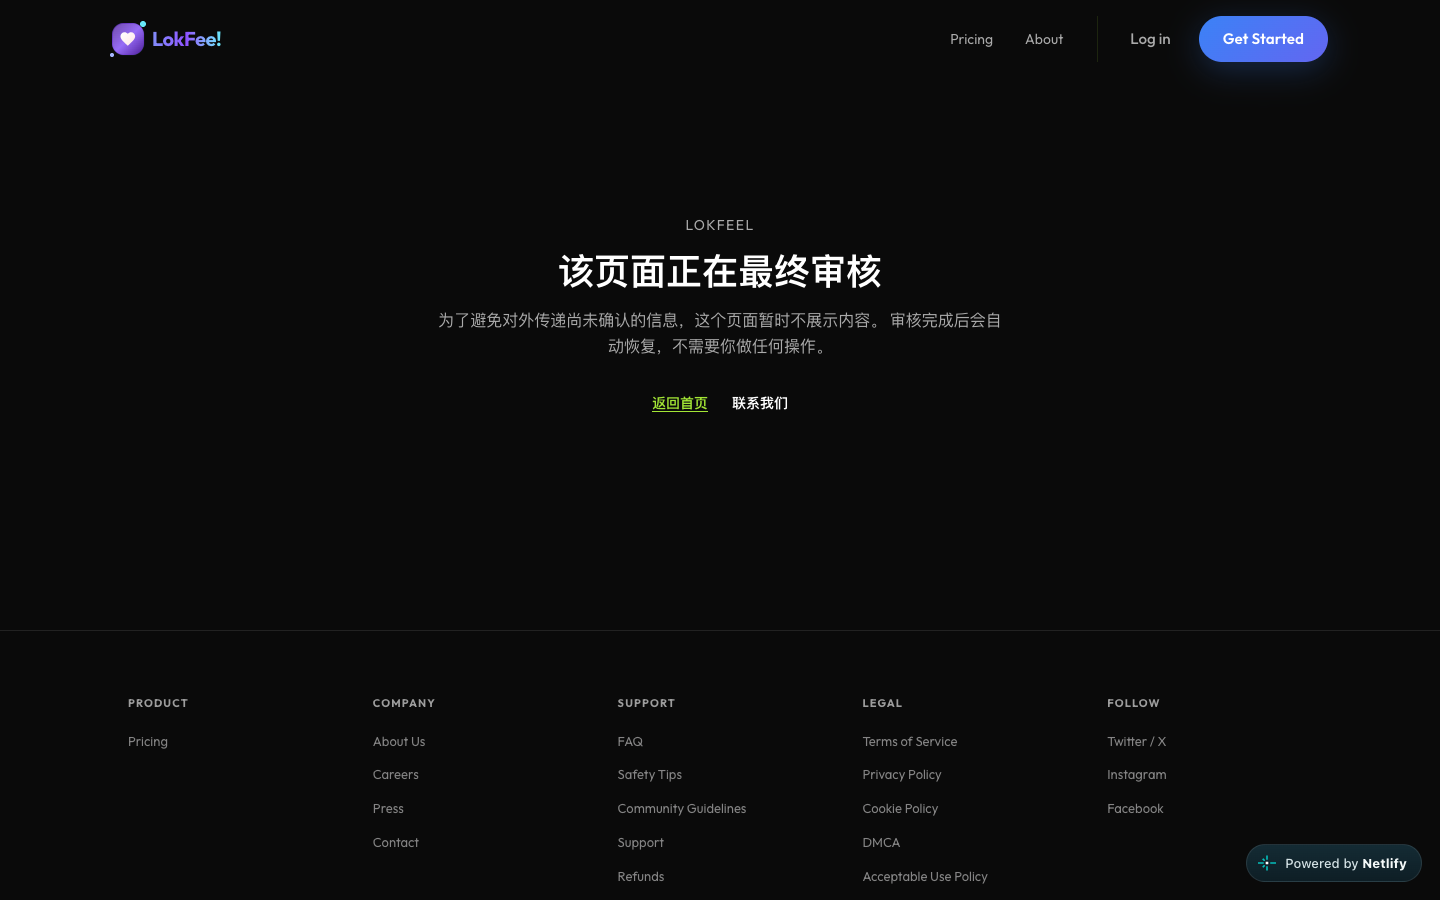 LokFee!
Pricing
About
Log in
Get Started
LOKFEEL
该页面正在最终审核
为了避免对外传递尚未确认的信息，这个页面暂时不展示内容。 审核完成后会自
动恢复，不需要你做任何操作。
返回首页
联系我们
PRODUCT
Pricing
COMPANY
About Us
Careers
Press
Contact
SUPPORT
FAQ
Safety Tips
Community Guidelines
Support
Refunds
LEGAL
Terms of Service
Privacy Policy
Cookie Policy
DMCA
Acceptable Use Policy
FOLLOW
Twitter / X
Instagram
Facebook
Powered by Netlify